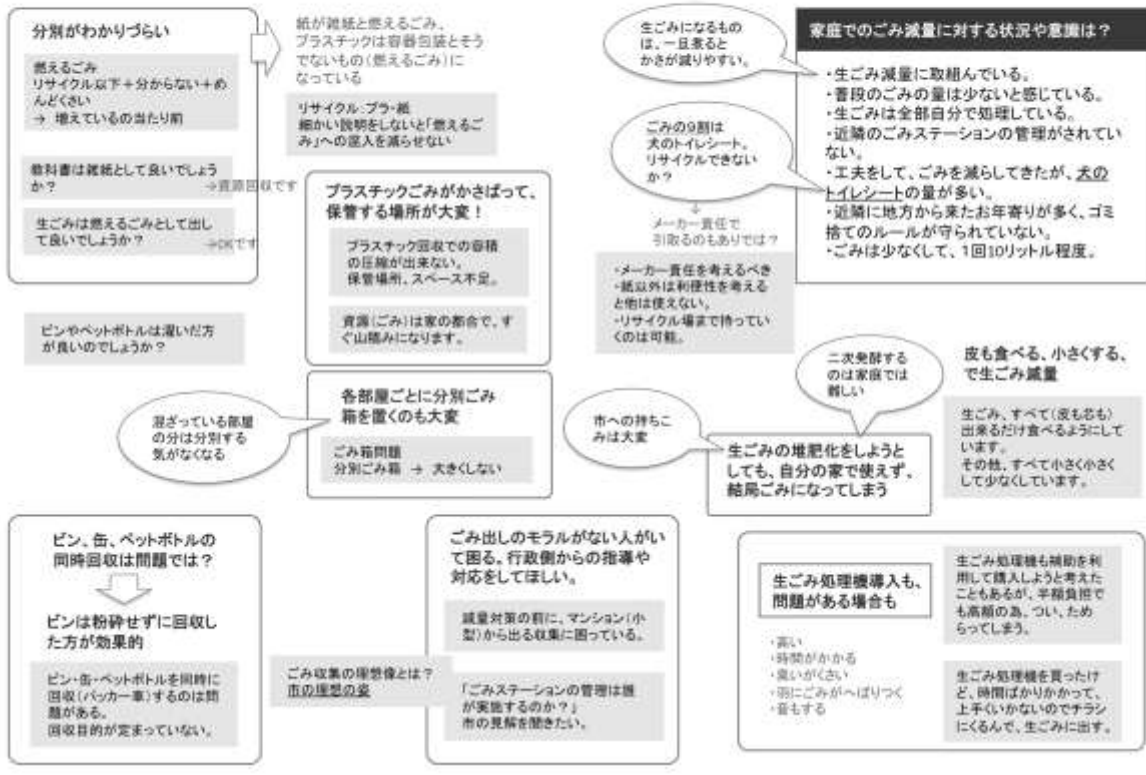 分別がわかりづらい
燃えるごみ
リサイクル以下+分からない+め
んどくさい
→ 増えているの当たり前
教科書は雑紙として良いでしょう
か?
→資源回収です
生ごみは燃えるごみとして出し
て良いでしょうか?
→OKです
ビンやペットボトルは濯いだ方
が良いのでしょうか?
紙が雑紙と燃えるごみ、
プラスチックは容器包装とそう
でないもの(燃えるごみ)に
なっている
リサイクル:プラ・紙
細かい説明をしないと「燃えるご
み」への混入を減らせない
プラスチックごみがかさばって、
保管する場所が大変!
プラスチック回収での容積
の圧縮が出来ない。
保管場所、スペース不足。
資源(ごみ)は家の都合で、す
ぐ山積みになります。
各部屋ごとに分別ごみ
箱を置くのも大変
ごみ箱問題
分別ごみ箱 → 大きくしない
混ざっている部屋
の分は分別する
気がなくなる
生ごみになるもの
は、一旦煮ると
かさが減りやすい。
ごみの9割は
犬のトイレシート。
リサイクルできない
か?
メーカー責任で
引取るのもありでは?
・メーカー責任を考えるべき
・紙以外は利便性を考える
と他は使えない。
・リサイクル場まで持ってい
くのは可能。
家庭でのごみ減量に対する状況や意識は?
・生ごみ減量に取組んでいる。
・普段のごみの量は少ないと感じている。
・生ごみは全部自分で処理している。
・近隣のごみステーションの管理がされてい
ない。
・工夫をして、ごみを減らしてきたが、犬の
トイレシートの量が多い。
・近隣に地方から来たお年寄りが多く、ゴミ
捨てのルールが守られていない。
・ごみは少なくして、1回10リットル程度。
二次発酵する
のは家庭では
難しい
市への持ちこ
みは大変
生ごみの堆肥化をしようと
しても、自分の家で使えず、
結局ごみになってしまう
皮も食べる、小さくする、
で生ごみ減量
生ごみ、すべて(皮も芯も)
出来るだけ食べるようにして
います。
その他、すべて小さく小さく
して少なくしています。
ビン、缶、ペットボトルの
同時回収は問題では?
ビンは粉砕せずに回収し
た方が効果的
ビン・缶・ペットボトルを同時に
回収(パッカー車)するのは問
題がある。
回収目的が定まっていない。
ごみ収集の理想像とは?
市の理想の姿
ごみ出しのモラルがない人がい
て困る。行政側からの指導や
対応をしてほしい。
減量対策の前に、マンション(小
型)から出る収集に困っている。
「ごみステーションの管理は誰
が実施するのか?」
市の見解を聞きたい。
生ごみ処理機導入も、
問題がある場合も
・高い
・時間がかかる
・臭いがくさい
・羽にごみがへばりつく
・音もする
生ごみ処理機も補助を利
用して購入しようと考えた
こともあるが、半額負担で
も高額の為、つい、ため
らってしまう。
生ごみ処理機を買ったけ
ど、時間ばかりかかって、
上手くいかないのでチラシ
にくるんで、生ごみに出す。